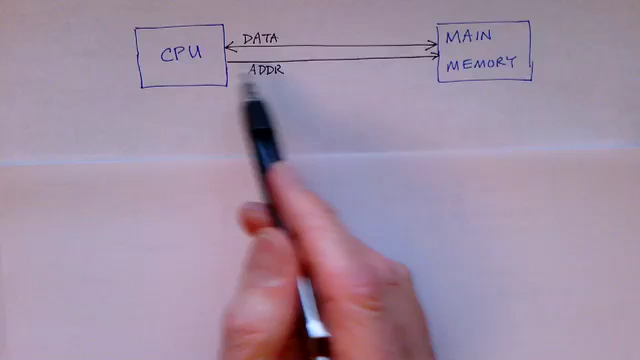 CPU
DATA
ADDR
MAIN
MEMORY